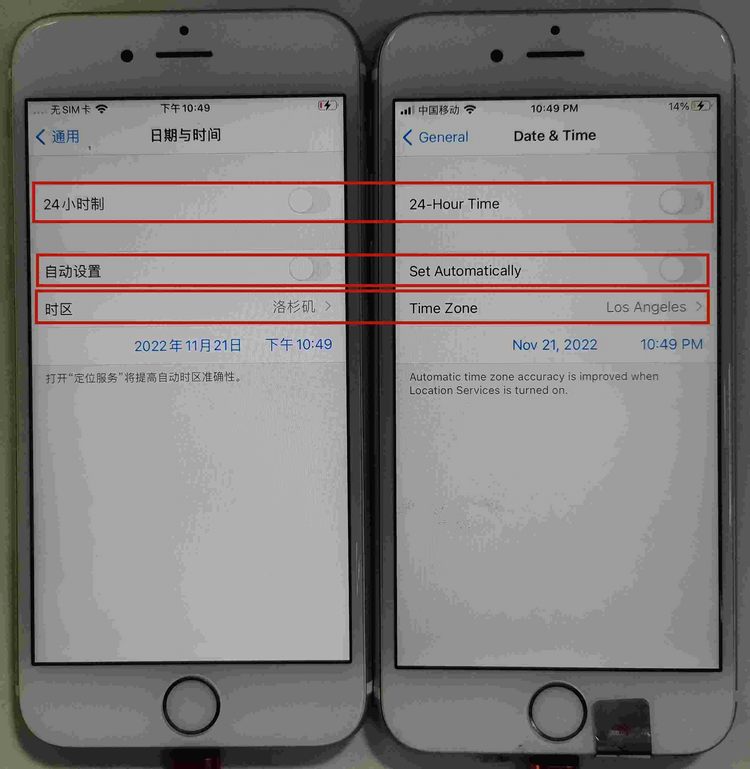 无SIM卡 下午10:49
通用 日期与时间
24小时制
自动设置
时区 洛杉矶
2022年11月21日 下午10:49
打开“定位服务”将提高自动时区准确性。
中国移动 10:49 PM 14%
General Date & Time
24-Hour Time
Set Automatically
Time Zone Los Angeles
Nov 21, 2022 10:49 PM
Automatic time zone accuracy is improved when
Location Services is turned on.